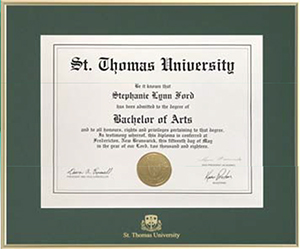 St. Thomas University
Be it known that
Stephanie Lynn Ford
has been admitted to the degree of
Bachelor of Arts
and to all honours, rights and privileges pertaining to that degree.
In testimony whereof, this diploma is conferred at
Fredericton, New Brunswick, this fifteenth day of May
in the year of our Lord, two thousand and eighteen.
St. Thomas University